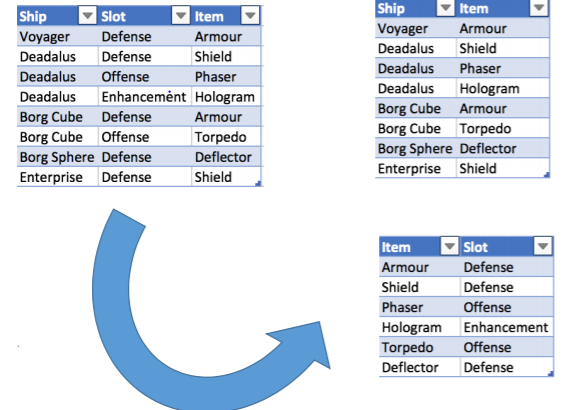 Ship Slot Item
Voyager Defense Armour
Deadalus Defense Shield
Deadalus Offense Phaser
Deadalus Enhancement Hologram
Borg Cube Defense Armour
Borg Cube Offense Torpedo
Borg Sphere Defense Deflector
Enterprise Defense Shield
Ship Item
Voyager Armour
Deadalus Shield
Deadalus Phaser
Deadalus Hologram
Borg Cube Armour
Borg Cube Torpedo
Borg Sphere Deflector
Enterprise Shield
Item Slot
Armour Defense
Shield Defense
Phaser Offense
Hologram Enhancement
Torpedo Offense
Deflector Defense